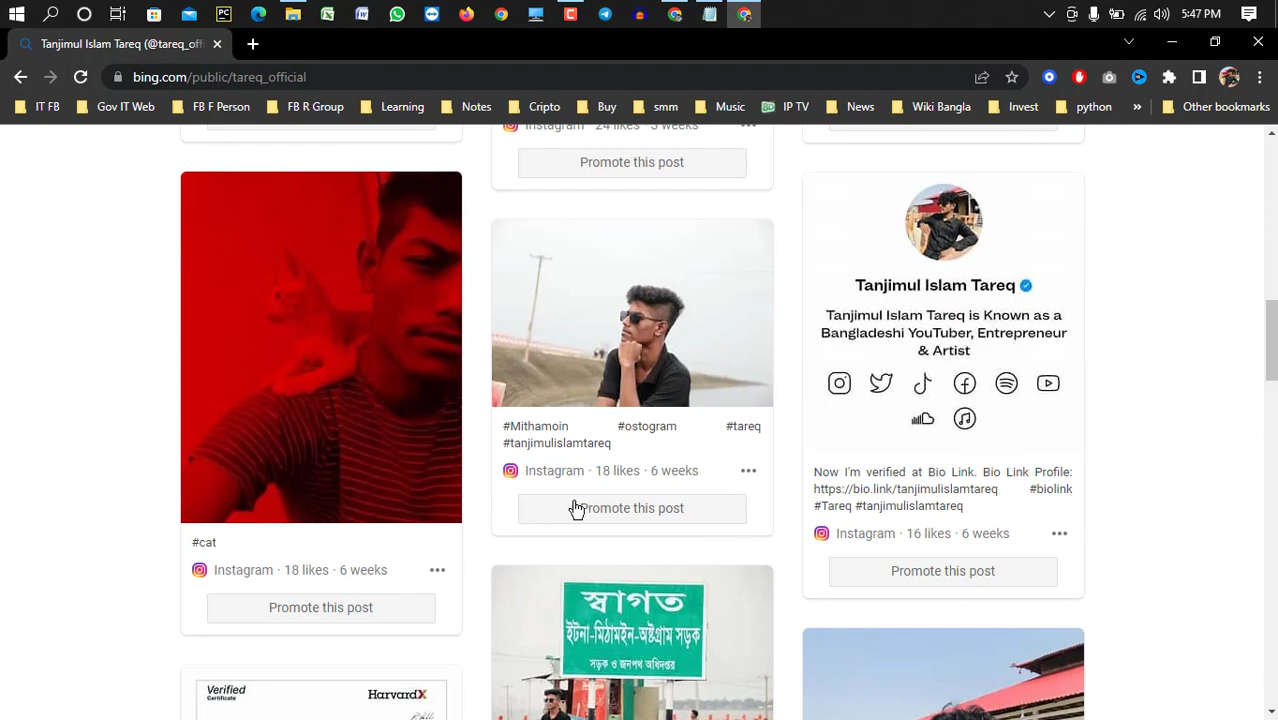 5:47 PM
Tanjimul Islam Tareq (@tareq_offi
bing.com/public/tareq_official
IT FB
Gov IT Web
FB F Person
FB R Group
Learning
Notes
Cripto
Buy
smm
Music
IP TV
News
Wiki Bangla
Invest
python
»
Other bookmarks
Instagram · 24 likes · 5 weeks
Promote this post
#cat
Instagram · 18 likes · 6 weeks
Promote this post
Verified
Certificate
HarvardX
#Mithamoin #ostogram #tareq
#tanjimulislamtareq
Instagram · 18 likes · 6 weeks
Promote this post
স্বাগত
ইটনা-মিঠামইন-অষ্টগ্রাম সড়ক
সড়ক ও জনপথ অধিদপ্তর
Tanjimul Islam Tareq
Tanjimul Islam Tareq is Known as a
Bangladeshi YouTuber, Entrepreneur
& Artist
Now I'm verified at Bio Link. Bio Link Profile:
https://bio.link/tanjimulislamtareq #biolink
#Tareq #tanjimulislamtareq
Instagram · 16 likes · 6 weeks
Promote this post